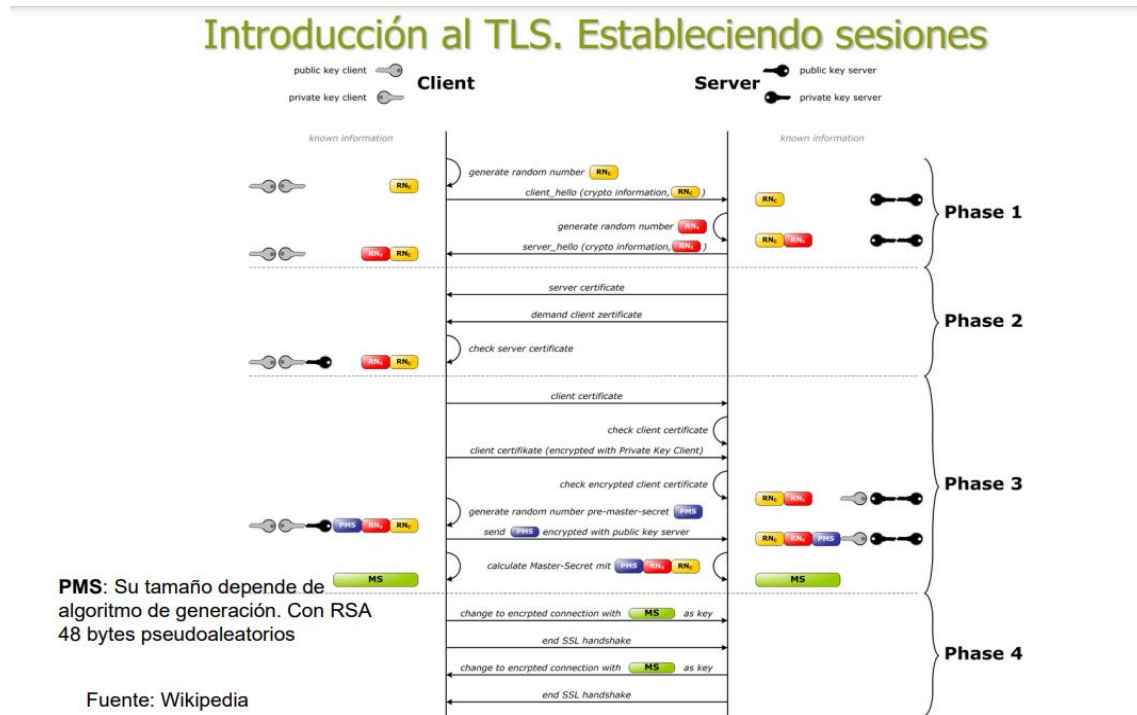 Introducción al TLS. Estableciendo sesiones
public key client
private key client
Client
Server
public key server
private key server
known information
known information
generate random number RNC
RNC
client_hello (crypto information, RNC )
RNC
Phase 1
generate random number RNS
RNC RNS
server_hello (crypto information, RNS )
RNS RNC
server certificate
demand client zertificate
Phase 2
check server certificate
RNS RNC
client certificate
check client certificate
client certifikate (encrypted with Private Key Client)
check encrypted client certificate
Phase 3
RNC RNS
generate random number pre-master-secret PMS
PMS RNS RNC
send PMS encrypted with public key server
RNC RNS PMS
calculate Master-Secret mit PMS RNS RNC
MS
MS
PMS: Su tamaño depende de
algoritmo de generación. Con RSA
48 bytes pseudoaleatorios
change to encrpted connection with MS as key
end SSL handshake
Phase 4
change to encrpted connection with MS as key
end SSL handshake
Fuente: Wikipedia